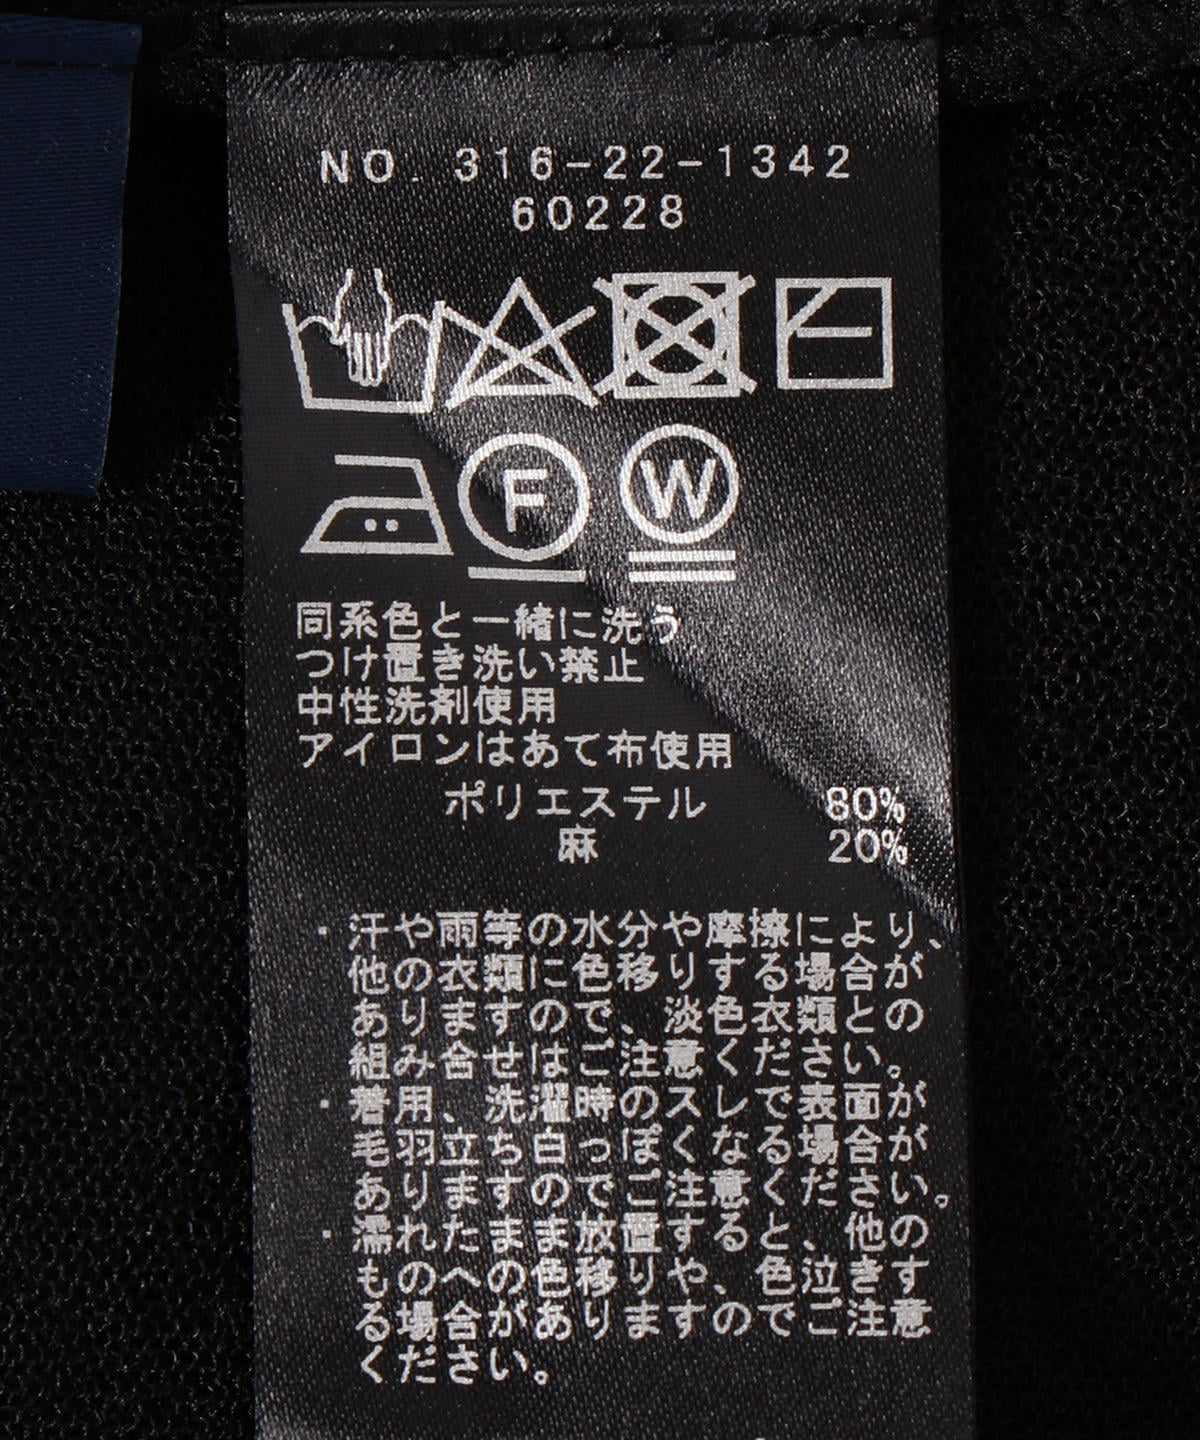 NO. 316-22-1342
60228
F
W
同系色と一緒に洗う
つけ置き洗い禁止
中性洗剤使用
アイロンはあて布使用
ポリエステル 80%
麻 20%
・汗や雨等の水分や摩擦により、
他の衣類に色移りする場合が
ありますので、淡色衣類との
組み合せはご注意ください。
・着用、洗濯時のスレで表面が
毛羽立ち白っぽくなる場合が
ありますのでご注意ください。
・濡れたまま放置すると、他の
ものへの色移りや、色泣きす
る場合がありますのでご注意
ください。